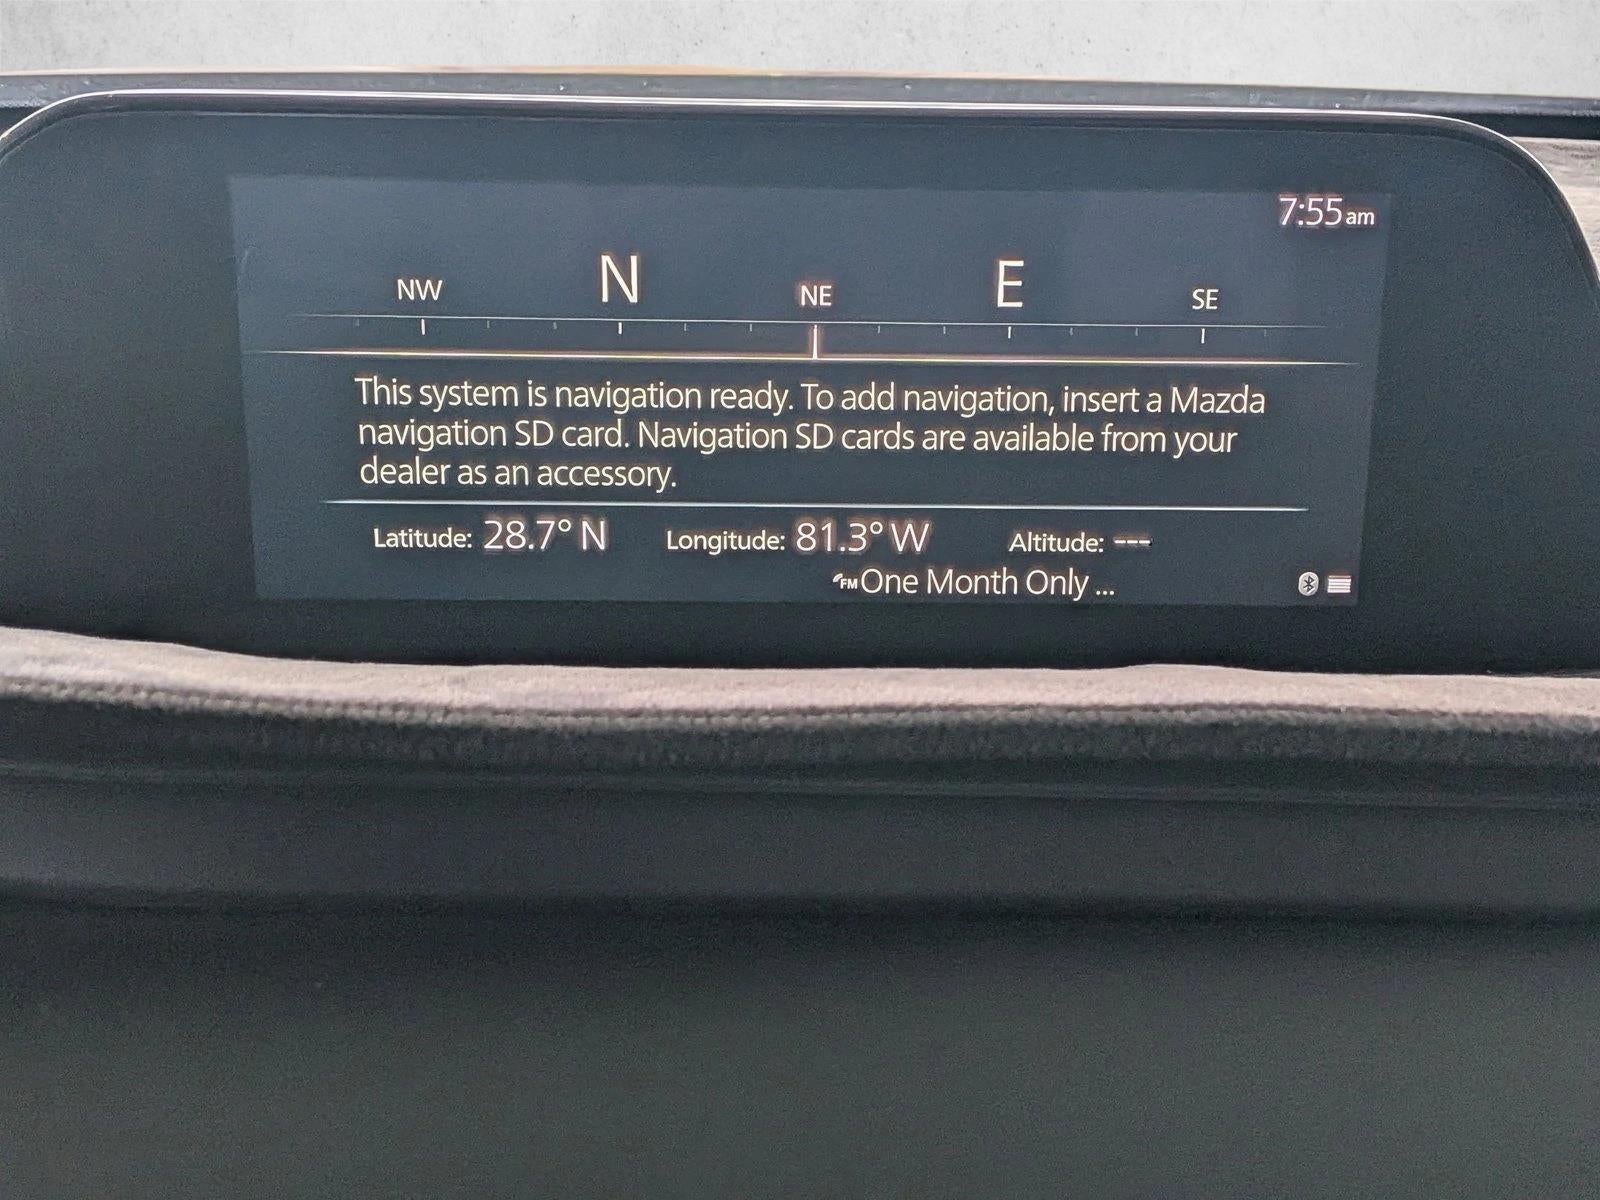 7:55 am
NW N NE E SE
This system is navigation ready. To add navigation, insert a Mazda
navigation SD card. Navigation SD cards are available from your
dealer as an accessory.
Latitude: 28.7° N Longitude: 81.3° W Altitude: ---
FM One Month Only ...